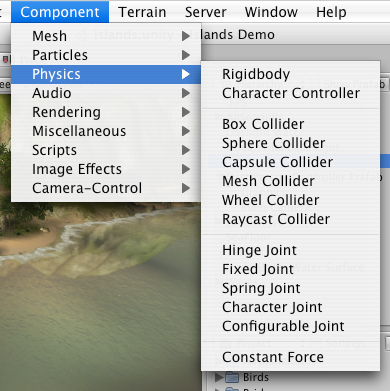 Component Terrain Server Window Help
Islands.unity lands Demo
Mesh
Particles
Physics
Audio
Rendering
Miscellaneous
Scripts
Image Effects
Camera-Control
Rigidbody
Character Controller
Box Collider
Sphere Collider
Capsule Collider
Mesh Collider
Wheel Collider
Raycast Collider
Hinge Joint
Fixed Joint
Spring Joint
Character Joint
Configurable Joint
Constant Force
Birds